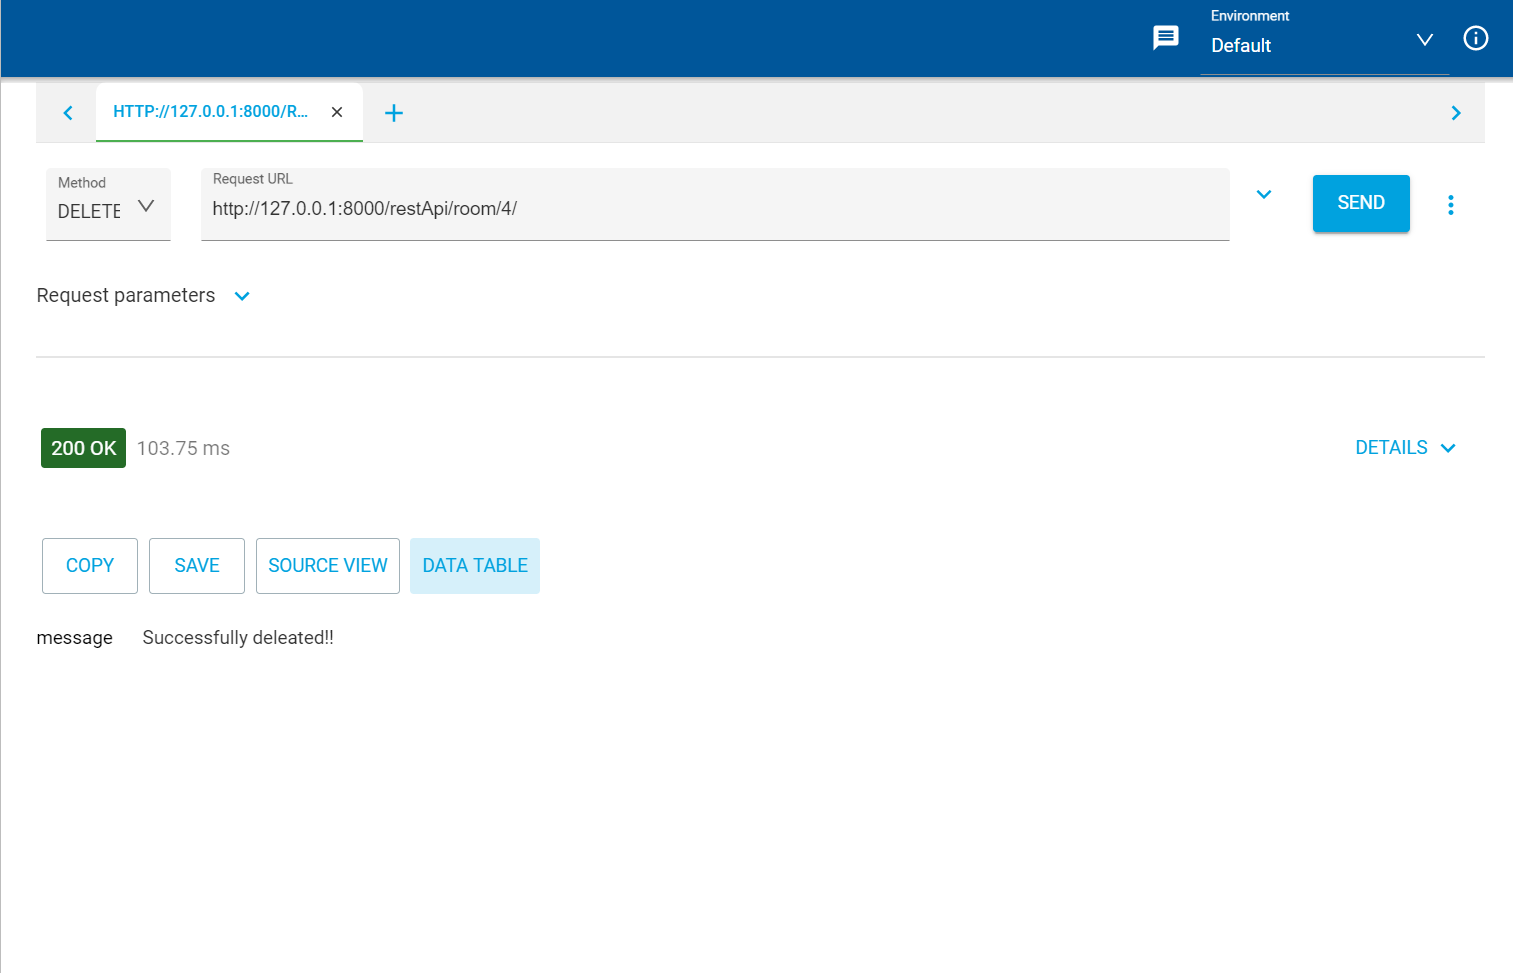 Environment
Default
HTTP://127.0.0.1:8000/R...
Method
DELETE
Request URL
http://127.0.0.1:8000/restApi/room/4/
SEND
Request parameters
200 OK 103.75 ms
DETAILS
COPY SAVE SOURCE VIEW DATA TABLE
message Successfully deleated!!